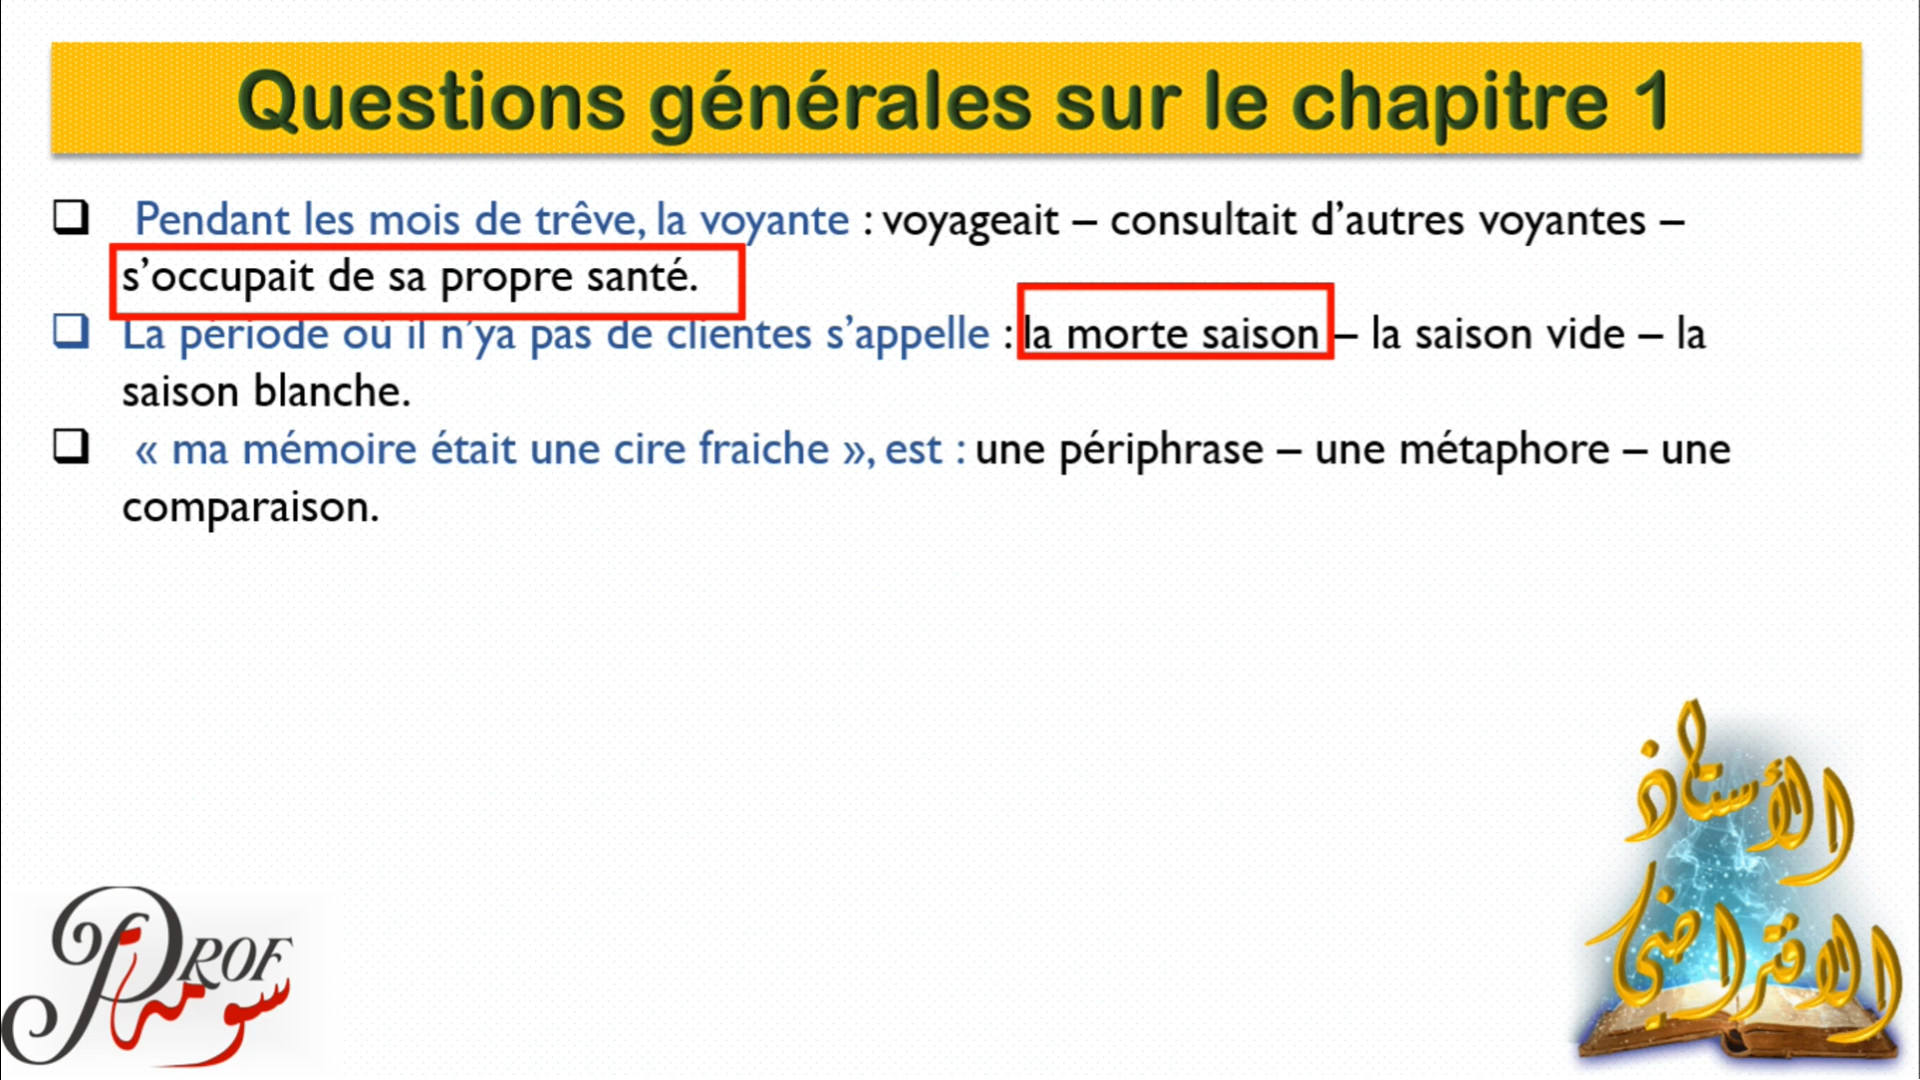 Questions générales sur le chapitre 1
Pendant les mois de trêve, la voyante : voyageait – consultait d’autres voyantes –
s’occupait de sa propre santé.
La période où il n’ya pas de clientes s’appelle : la morte saison – la saison vide – la
saison blanche.
« ma mémoire était une cire fraiche », est : une périphrase – une métaphore – une
comparaison.
الأستاذ
الافتراضي
PROF
سومية